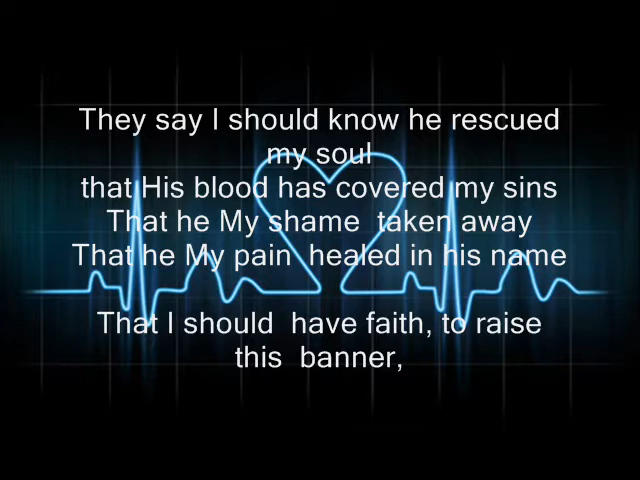 They say I should know he rescued
my soul
that His blood has covered my sins
That he My shame  taken away
That he My pain  healed in his name
That I should  have faith, to raise
this  banner,